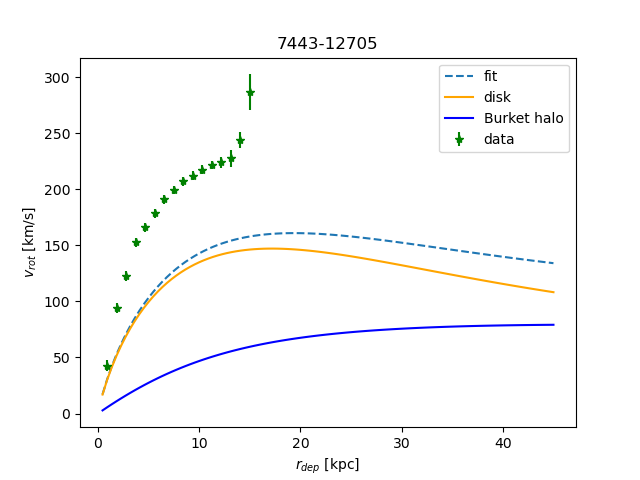 7443-12705
fit
disk
Burket halo
data
300
250
200
150
100
50
0
v_rot [km/s]
0 10 20 30 40
r_dep [kpc]